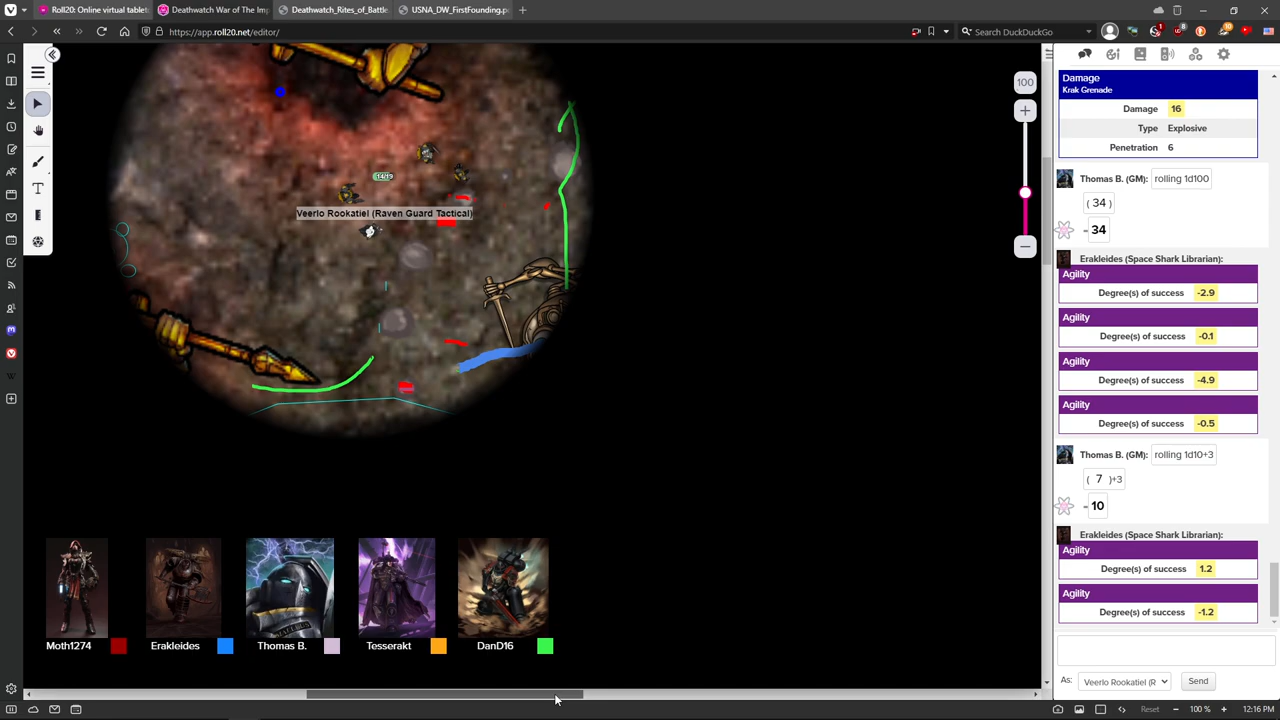 Roll20: Online virtual tablet
Deathwatch War of The Imp
Deathwatch_Rites_of_Battle
USNA_DW_FirstFounding.p
https://app.roll20.net/editor/
Search DuckDuckGo
100
14/19
Veerlo Rookatiel (Raven Guard Tactical)
Moth1274
Erakleides
Thomas B.
Tesserakt
DanD16
Damage
Krak Grenade
Damage 16
Type Explosive
Penetration 6
Thomas B. (GM): rolling 1d100
( 34 )
= 34
Erakleides (Space Shark Librarian):
Agility
Degree(s) of success -2.9
Agility
Degree(s) of success -0.1
Agility
Degree(s) of success -4.9
Agility
Degree(s) of success -0.5
Thomas B. (GM): rolling 1d10+3
( 7 )+3
= 10
Erakleides (Space Shark Librarian):
Agility
Degree(s) of success 1.2
Agility
Degree(s) of success -1.2
As: Veerlo Rookatiel (R
Send
Reset 100 % 12:16 PM